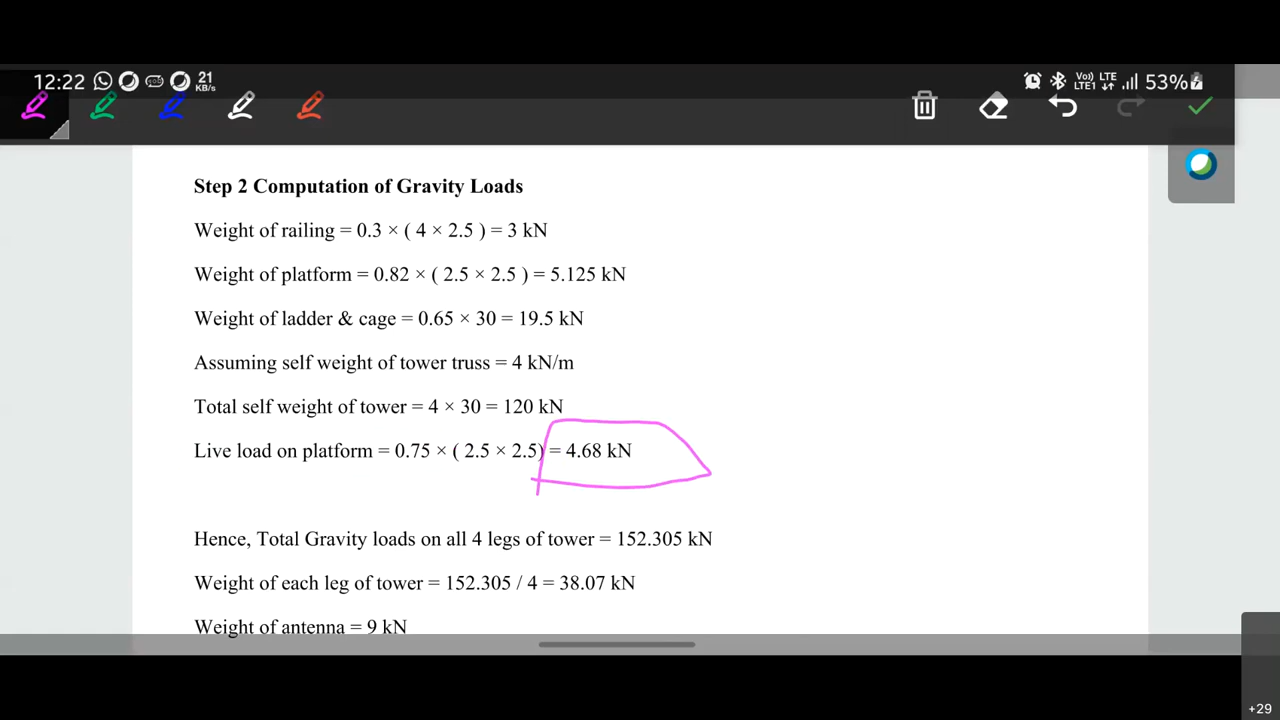 12:22 21 KB/s Vo) LTE LTE1 53%
Step 2 Computation of Gravity Loads
Weight of railing = 0.3 × ( 4 × 2.5 ) = 3 kN
Weight of platform = 0.82 × ( 2.5 × 2.5 ) = 5.125 kN
Weight of ladder & cage = 0.65 × 30 = 19.5 kN
Assuming self weight of tower truss = 4 kN/m
Total self weight of tower = 4 × 30 = 120 kN
Live load on platform = 0.75 × ( 2.5 × 2.5) = 4.68 kN
Hence, Total Gravity loads on all 4 legs of tower = 152.305 kN
Weight of each leg of tower = 152.305 / 4 = 38.07 kN
Weight of antenna = 9 kN
+29